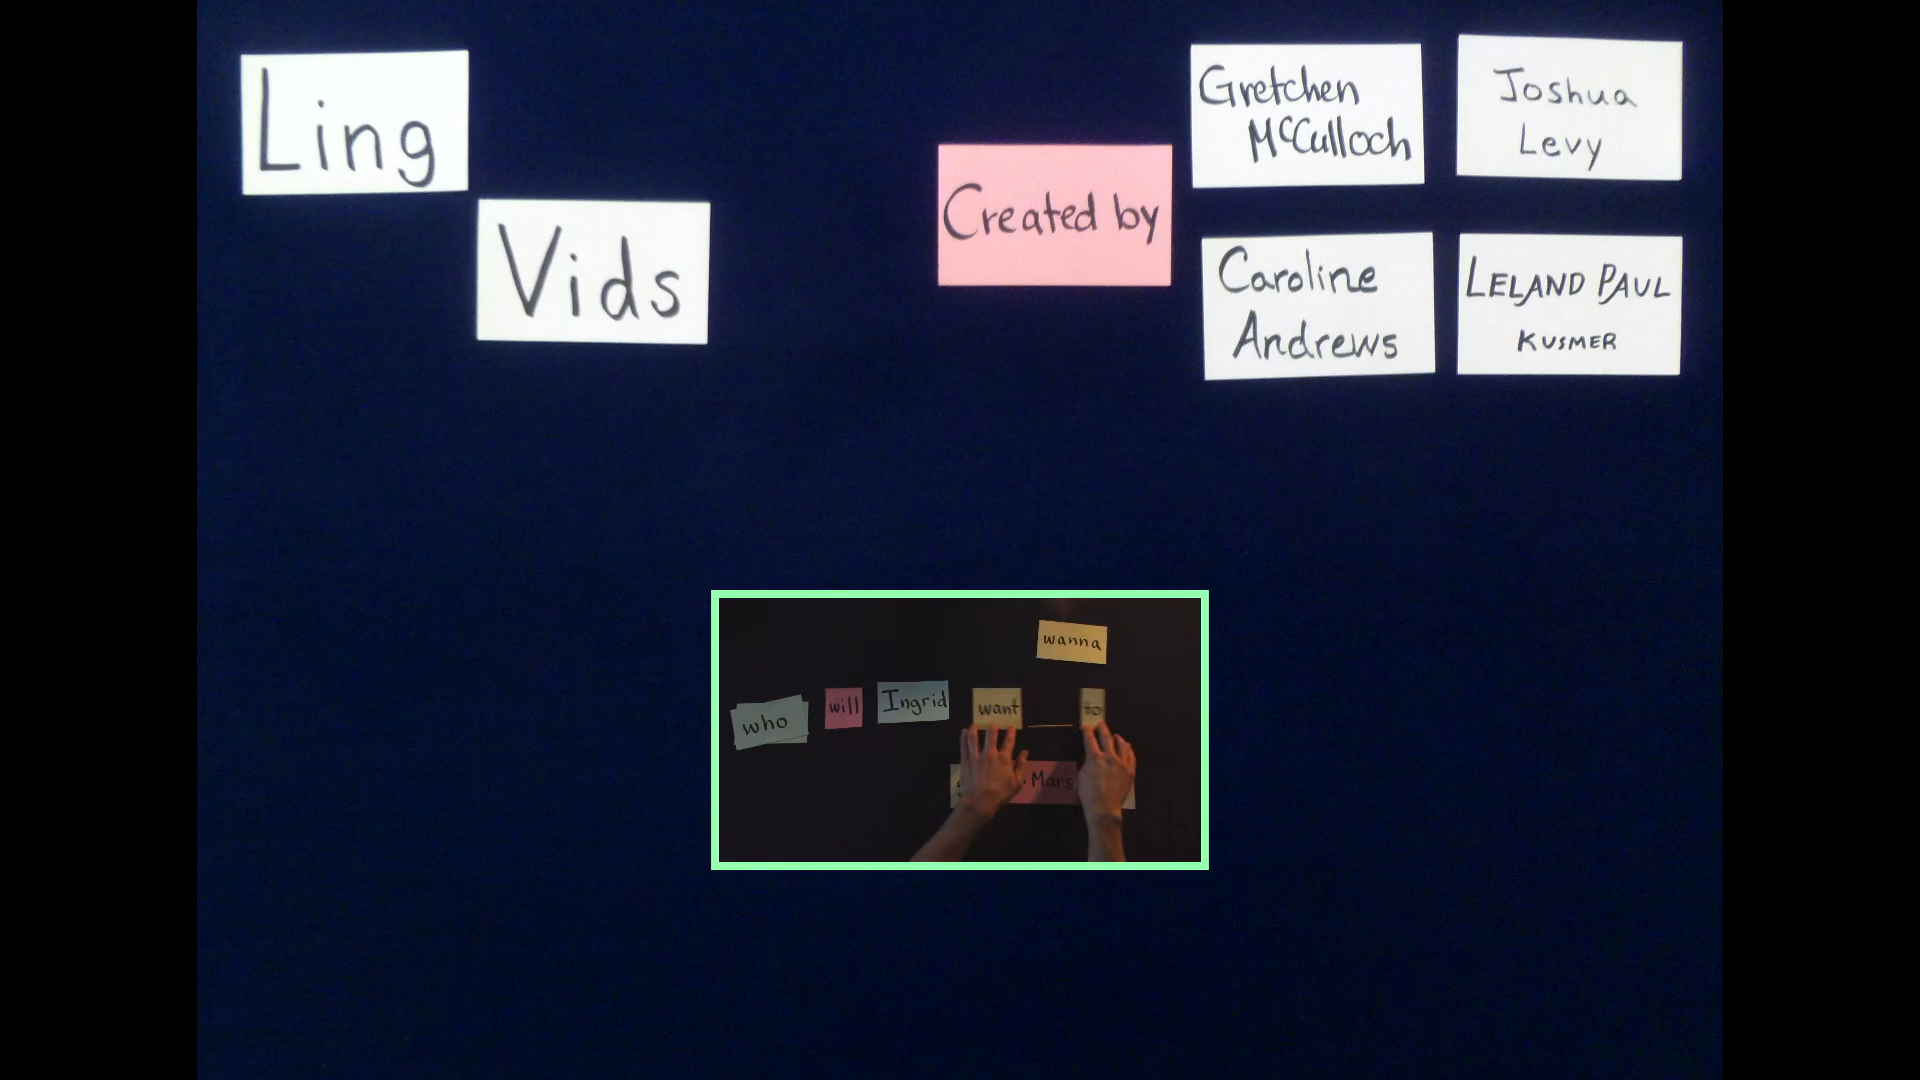 Ling
Vids
Created by
Gretchen
McCulloch
Joshua
Levy
Caroline
Andrews
LELAND PAUL
KUSMER
wanna
who will Ingrid want to
Mars